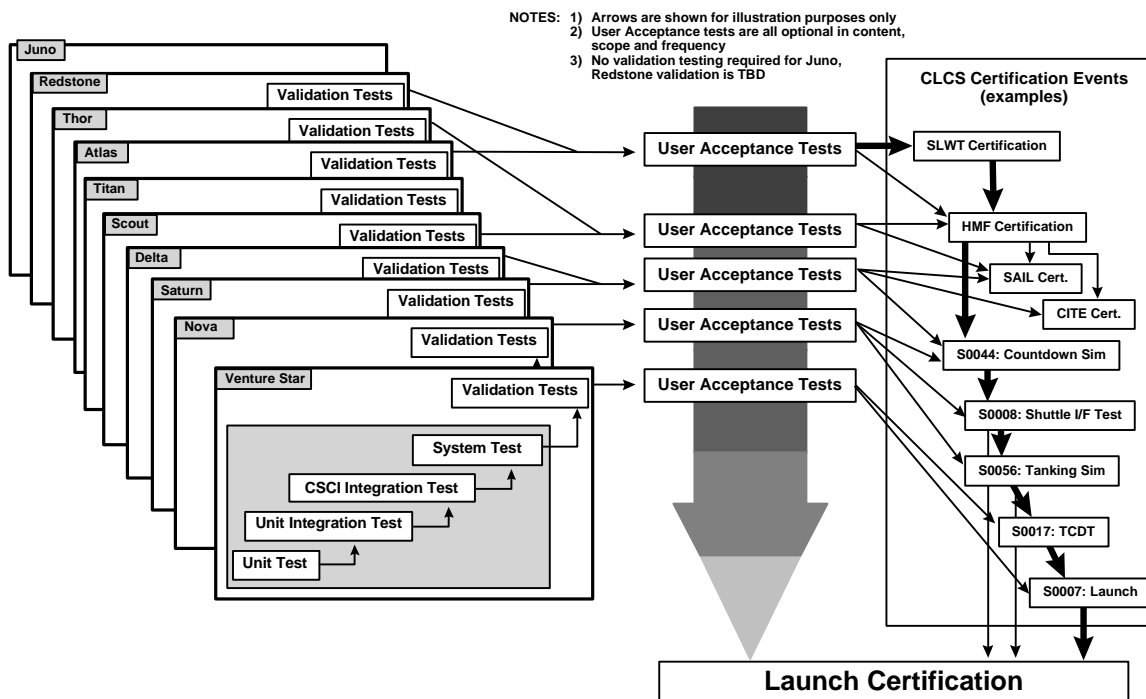 NOTES: 1) Arrows are shown for illustration purposes only
2) User Acceptance tests are all optional in content,
scope and frequency
3) No validation testing required for Juno,
Redstone validation is TBD
Juno
Redstone
Validation Tests
Thor
Validation Tests
Atlas
Validation Tests
Titan
Validation Tests
Scout
Validation Tests
Delta
Validation Tests
Saturn
Validation Tests
Nova
Validation Tests
Venture Star
Validation Tests
System Test
CSCI Integration Test
Unit Integration Test
Unit Test
User Acceptance Tests
User Acceptance Tests
User Acceptance Tests
User Acceptance Tests
User Acceptance Tests
CLCS Certification Events
(examples)
SLWT Certification
HMF Certification
SAIL Cert.
CITE Cert.
S0044: Countdown Sim
S0008: Shuttle I/F Test
S0056: Tanking Sim
S0017: TCDT
S0007: Launch
Launch Certification